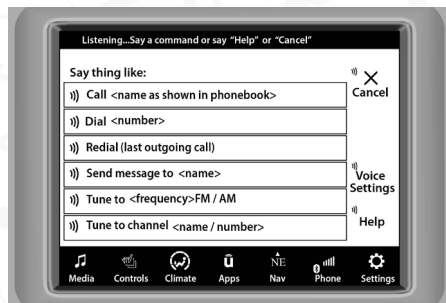 Listening...Say a command or say “Help” or “Cancel”
Say thing like:
Call <name as shown in phonebook>
Dial <number>
Redial (last outgoing call)
Send message to <name>
Tune to <frequency>FM / AM
Tune to channel <name / number>
Cancel
Voice
Settings
Help
NE
Media Controls Climate Apps Nav Phone Settings